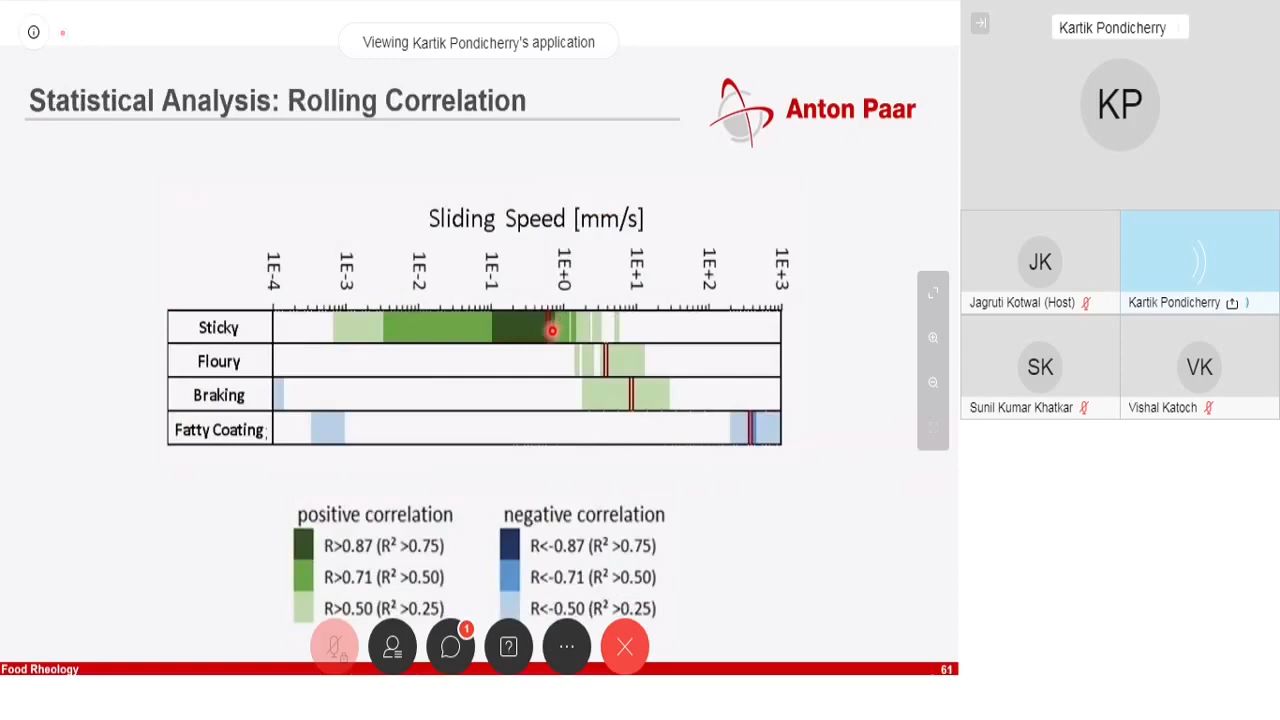 Viewing Kartik Pondicherry's application
Statistical Analysis: Rolling Correlation
Anton Paar
Sliding Speed [mm/s]
1E-4 1E-3 1E-2 1E-1 1E+0 1E+1 1E+2 1E+3
Sticky
Floury
Braking
Fatty Coating
positive correlation
R>0.87 (R² >0.75)
R>0.71 (R² >0.50)
R>0.50 (R² >0.25)
negative correlation
R<-0.87 (R² >0.75)
R<-0.71 (R² >0.50)
R<-0.50 (R² >0.25)
1
?
Food Rheology
61
Kartik Pondicherry
KP
JK
Jagruti Kotwal (Host)
Kartik Pondicherry
SK
Sunil Kumar Khatkar
VK
Vishal Katoch